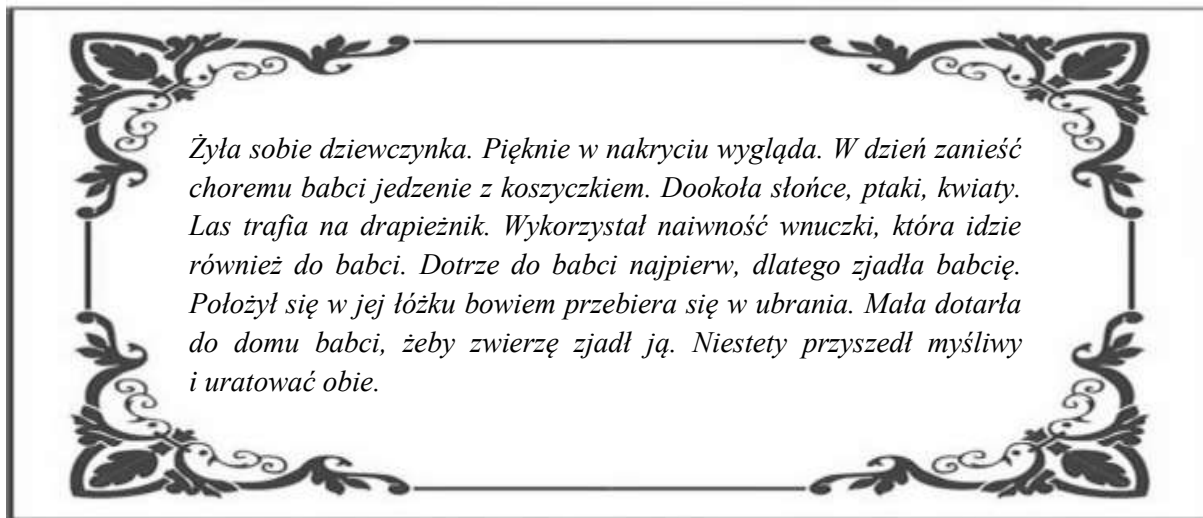 Żyła sobie dziewczynka. Pięknie w nakryciu wygląda. W dzień zanieść
choremu babci jedzenie z koszyczkiem. Dookoła słońce, ptaki, kwiaty.
Las trafia na drapieżnik. Wykorzystał naiwność wnuczki, która idzie
również do babci. Dotrze do babci najpierw, dlatego zjadła babcię.
Położył się w jej łóżku bowiem przebiera się w ubrania. Mała dotarła
do domu babci, żeby zwierzę zjadł ją. Niestety przyszedł myśliwy
i uratować obie.